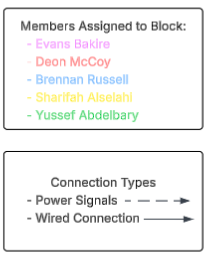 Members Assigned to Block:
- Evans Bakire
- Deon McCoy
- Brennan Russell
- Sharifah Alselahi
- Yussef Abdelbary
Connection Types
- Power Signals
- Wired Connection